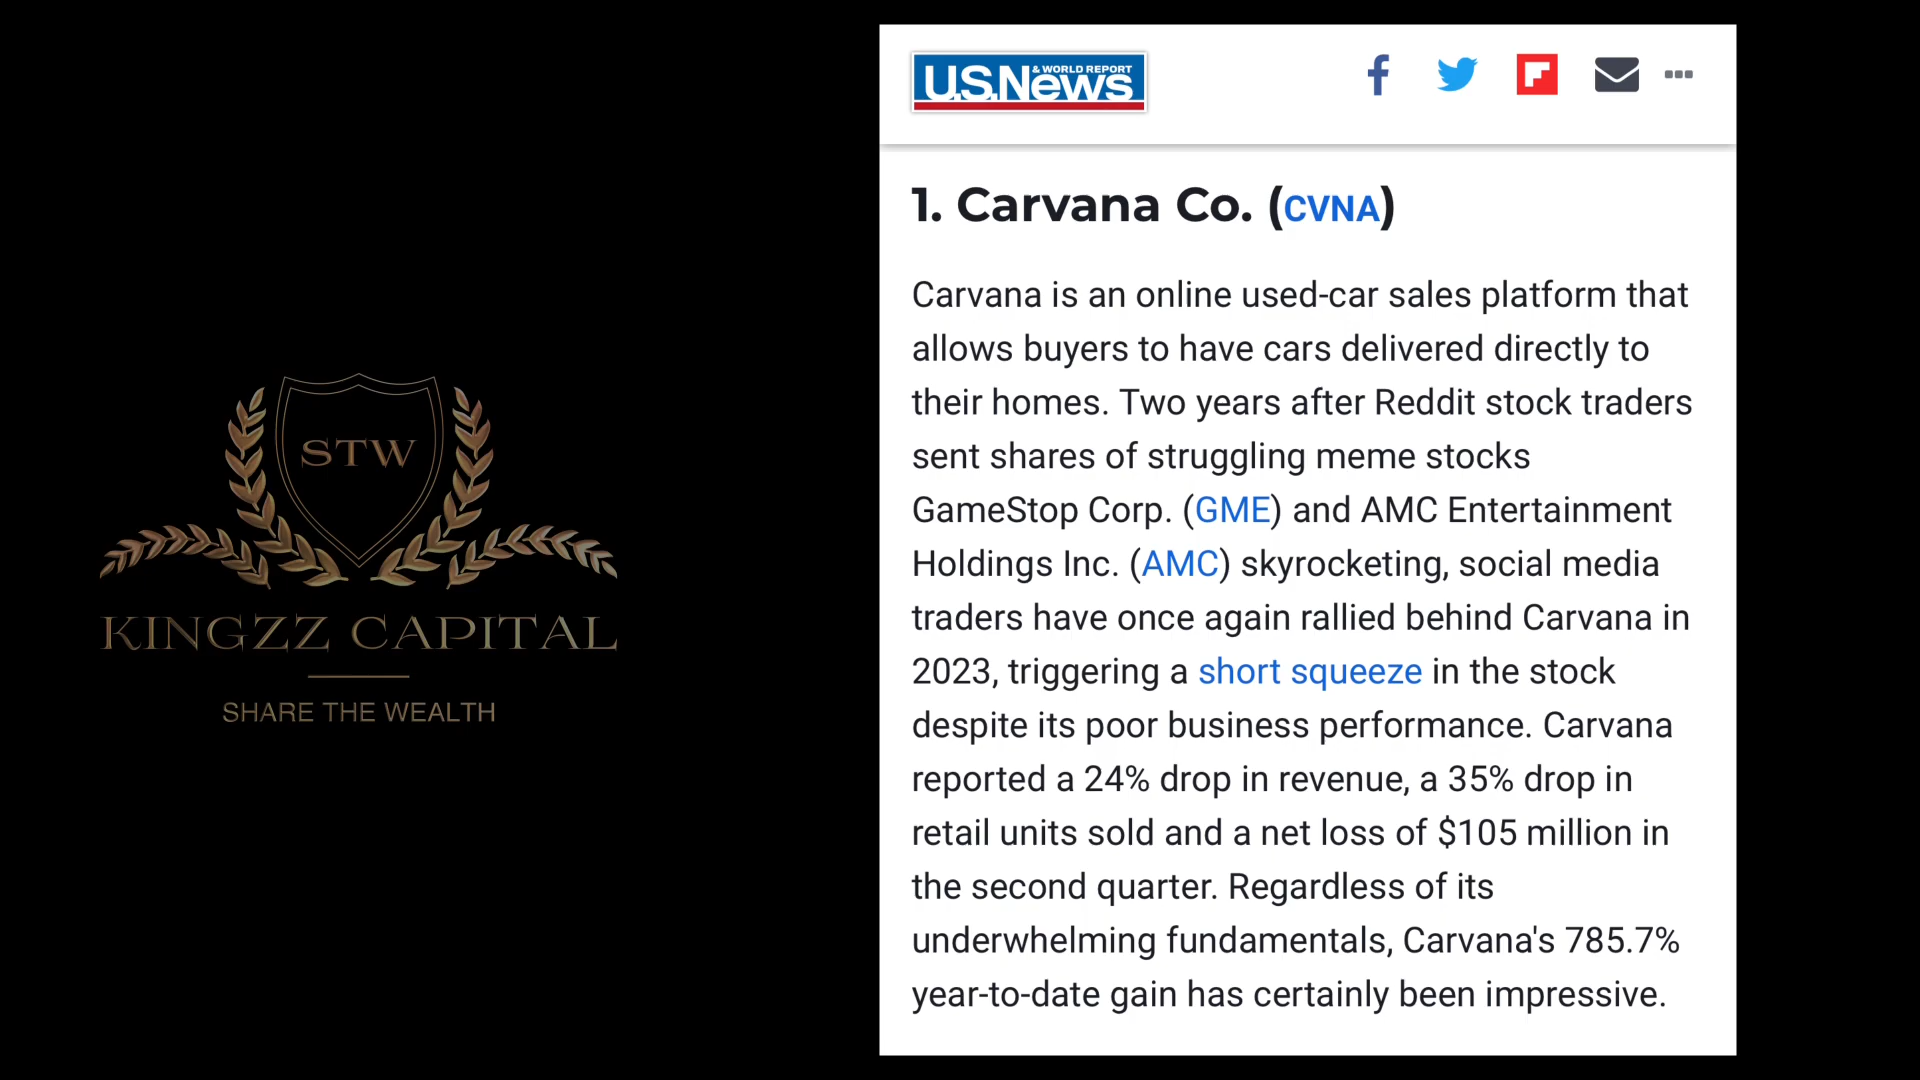 STW
KINGZZ CAPITAL
SHARE THE WEALTH
U.S.News
& WORLD REPORT
1. Carvana Co. (CVNA)
Carvana is an online used-car sales platform that
allows buyers to have cars delivered directly to
their homes. Two years after Reddit stock traders
sent shares of struggling meme stocks
GameStop Corp. (GME) and AMC Entertainment
Holdings Inc. (AMC) skyrocketing, social media
traders have once again rallied behind Carvana in
2023, triggering a short squeeze in the stock
despite its poor business performance. Carvana
reported a 24% drop in revenue, a 35% drop in
retail units sold and a net loss of $105 million in
the second quarter. Regardless of its
underwhelming fundamentals, Carvana's 785.7%
year-to-date gain has certainly been impressive.